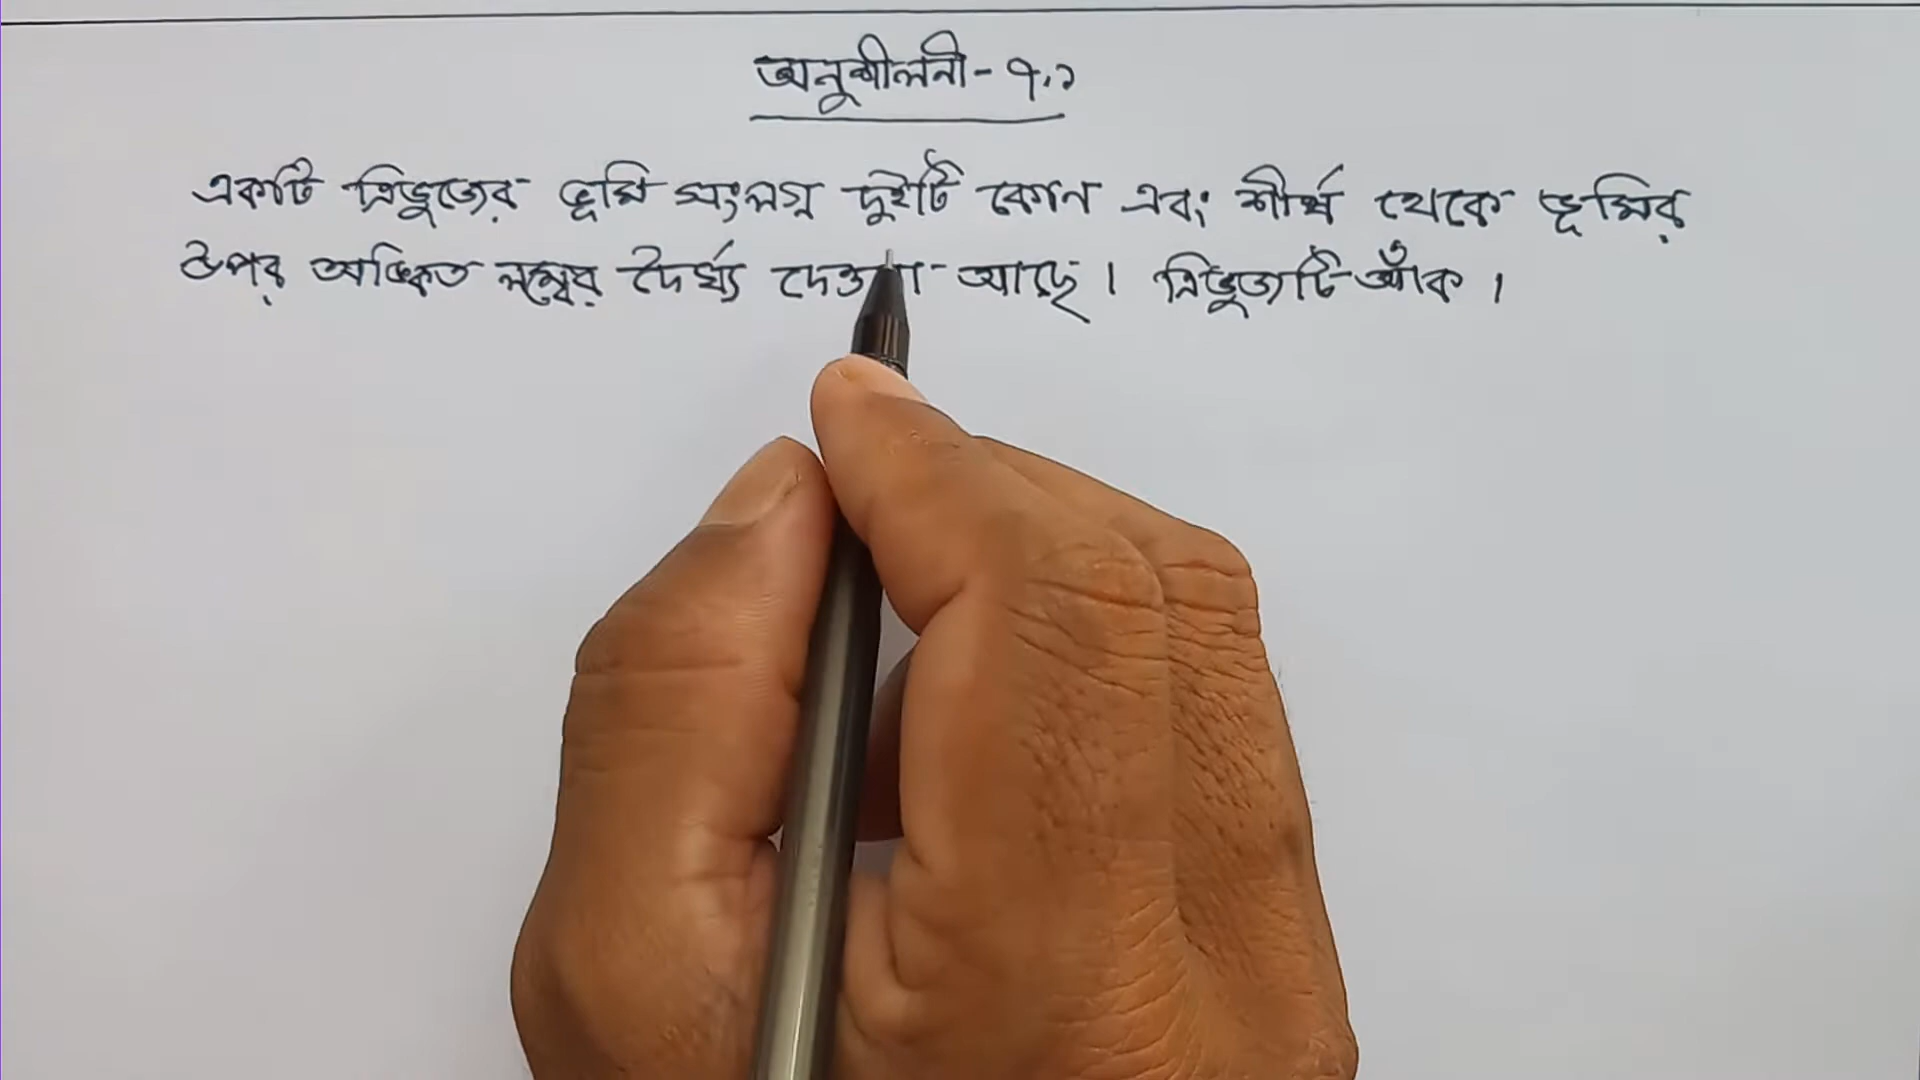 অনুশীলনী - ৭.১
একটি ত্রিভুজের ভূমি সংলগ্ন দুইটি কোন এবং শীর্ষ থেকে ভূমির
উপর অঙ্কিত লম্বের দৈর্ঘ্য দেওয়া আছে। ত্রিভুজটি আঁক।